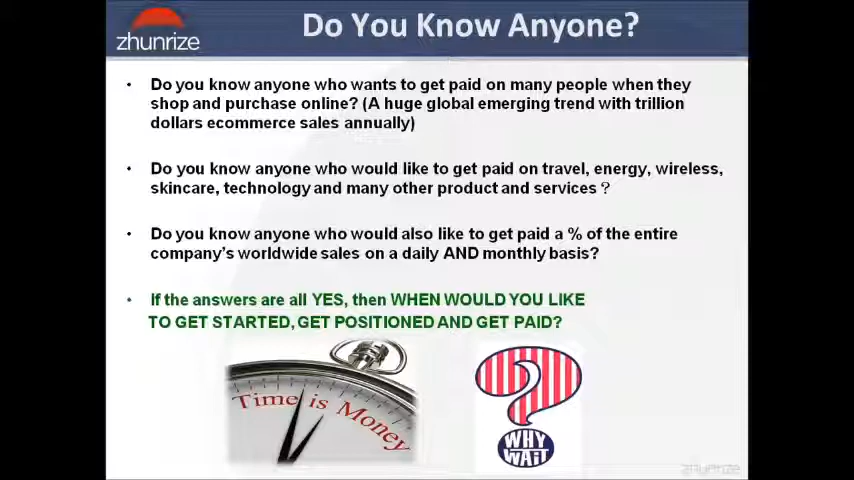 zhunrize
Do You Know Anyone?
• Do you know anyone who wants to get paid on many people when they
shop and purchase online? (A huge global emerging trend with trillion
dollars ecommerce sales annually)
• Do you know anyone who would like to get paid on travel, energy, wireless,
skincare, technology and many other product and services ?
• Do you know anyone who would also like to get paid a % of the entire
company's worldwide sales on a daily AND monthly basis?
• If the answers are all YES, then WHEN WOULD YOU LIKE
TO GET STARTED, GET POSITIONED AND GET PAID?
Time is Money
?
WHY
WAIT
zhunrize